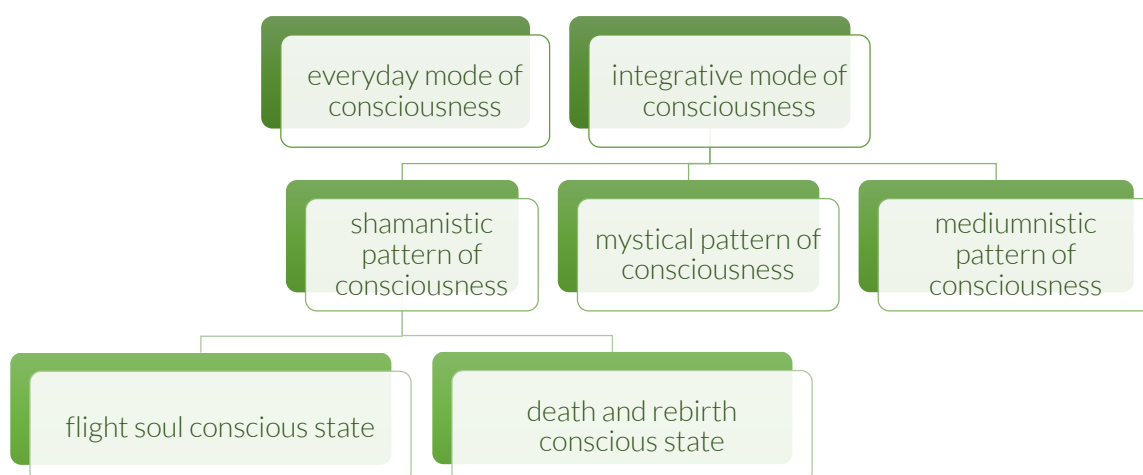 everyday mode of
consciousness
integrative mode of
consciousness
shamanistic
pattern of
consciousness
mystical pattern of
consciousness
mediumnistic
pattern of
consciousness
flight soul conscious state
death and rebirth
conscious state